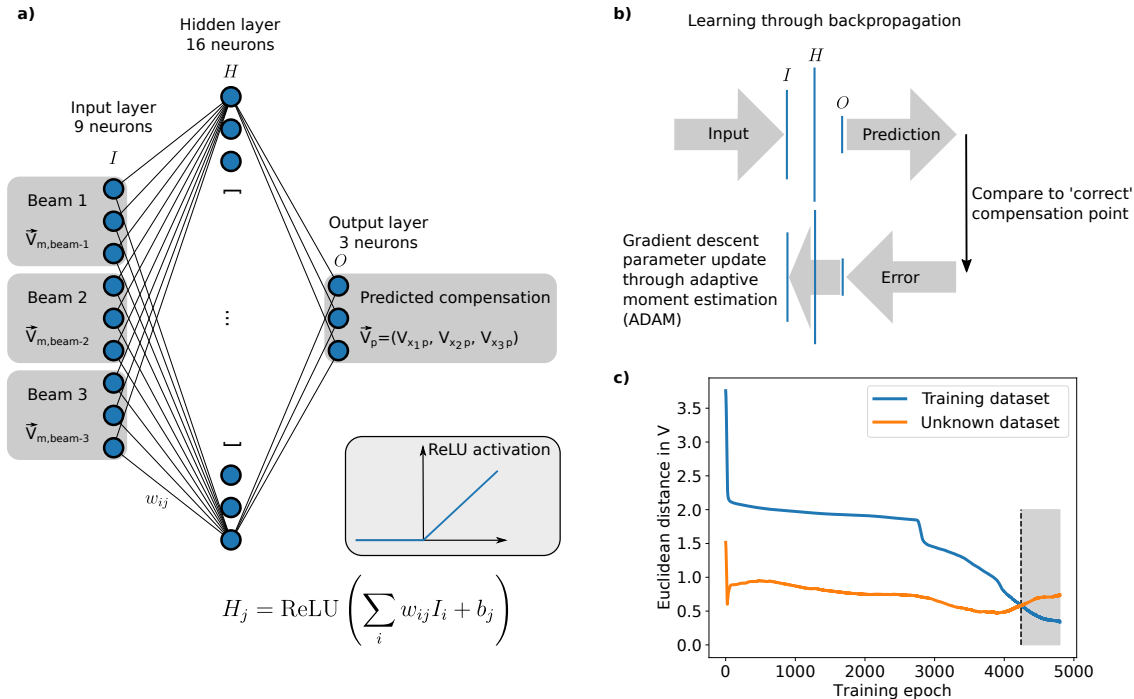 a)
Hidden layer
16 neurons
H
Input layer
9 neurons
I
Beam 1
V⃗m,beam-1
Beam 2
V⃗m,beam-2
Beam 3
V⃗m,beam-3
wij
[
...
[
Output layer
3 neurons
O
Predicted compensation
V⃗p=(Vx1p, Vx2p, Vx3p)
ReLU activation
Hj = ReLU ( ∑i wijIi + bj )
b)
Learning through backpropagation
I
H
O
Input
Prediction
Compare to 'correct'
compensation point
Gradient descent
parameter update
through adaptive
moment estimation
(ADAM)
Error
c)
Training dataset
Unknown dataset
Euclidean distance in V
3.5
3.0
2.5
2.0
1.5
1.0
0.5
0.0
0 1000 2000 3000 4000 5000
Training epoch